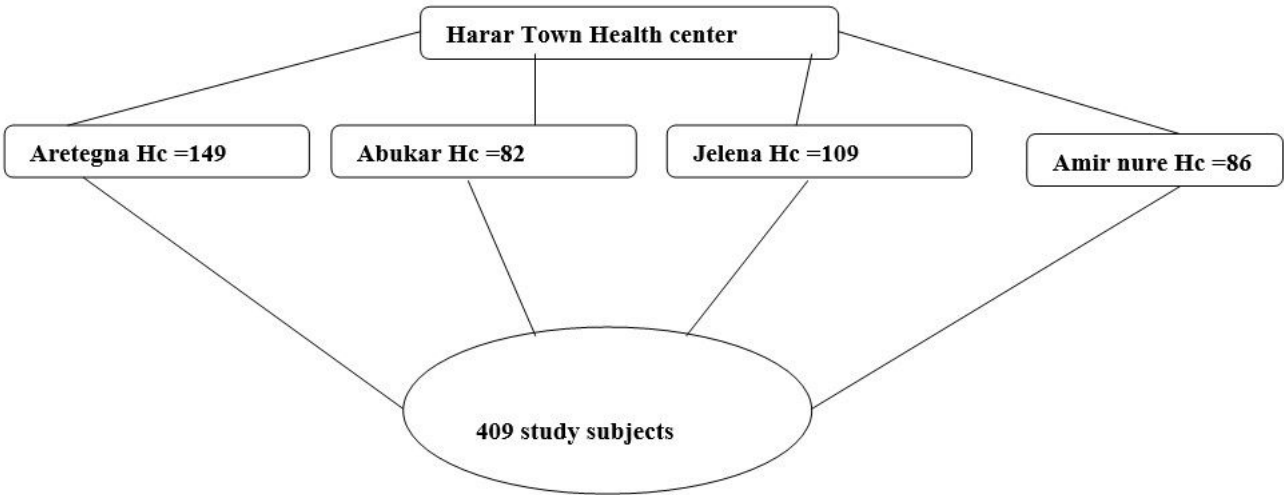 Harar Town Health center
Aretegna Hc =149
Abukar Hc =82
Jelena Hc =109
Amir nure Hc =86
409 study subjects